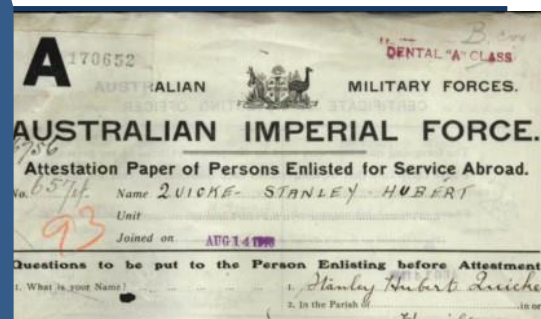 A
170652
B.
DENTAL "A" CLASS
ALIAN MILITARY FORCES.
AUSTRALIAN IMPERIAL FORCE.
Attestation Paper of Persons Enlisted for Service Abroad.
No. Name QUICKE- STANLEY HUBERT
Unit
93
Joined on AUG 14
Questions to be put to the Person Enlisting before Attestment
1. What is your Name? 1. Stanley Hubert Quicke
2. In the Parish of in or